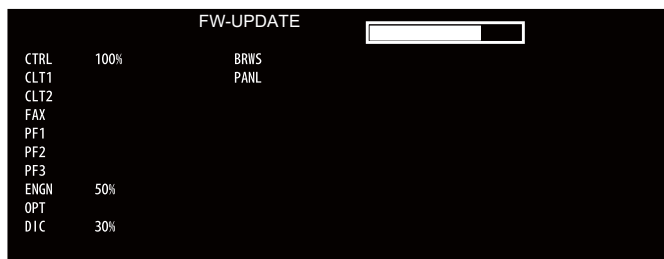 FW-UPDATE
CTRL 100% BRWS
CLT1 PANL
CLT2
FAX
PF1
PF2
PF3
ENGN 50%
OPT
DIC 30%